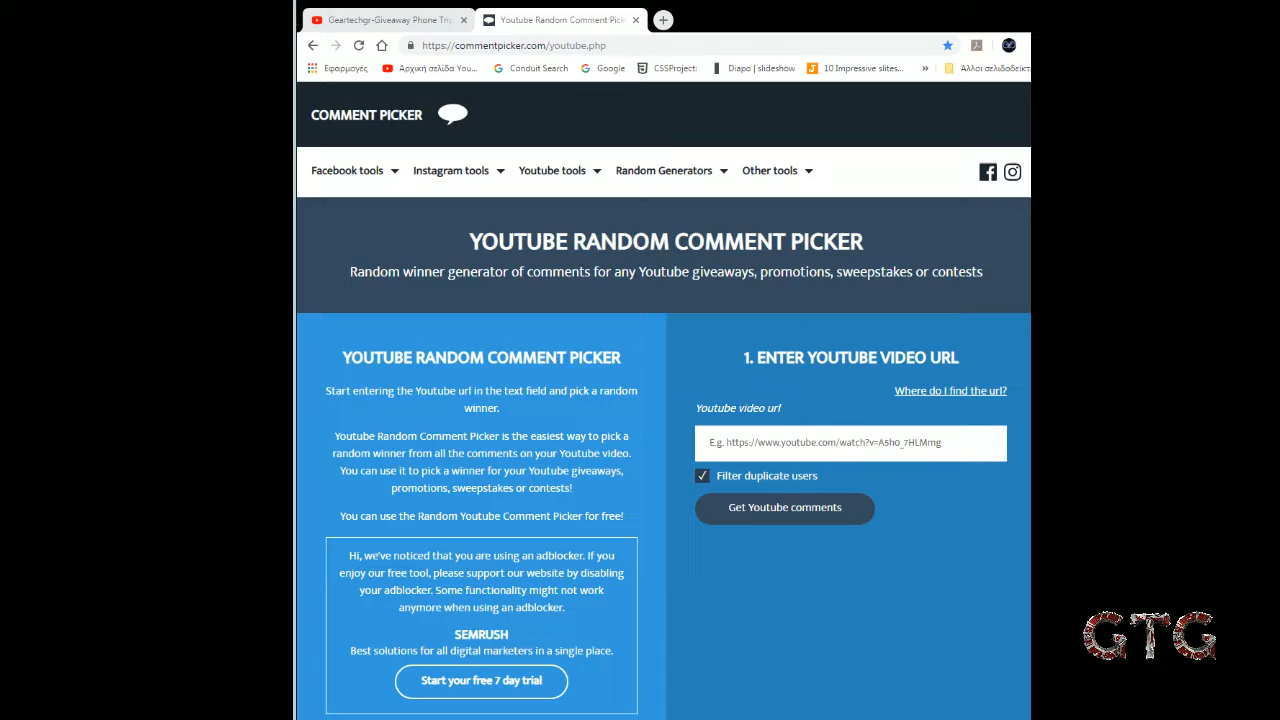 Geartechgr-Giveaway Phone Tri
Youtube Random Comment Pick
https://commentpicker.com/youtube.php
Εφαρμογές
Αρχική σελίδα You...
Conduit Search
Google
CSSProject:
Diapo | slideshow
10 Impressive slites...
»
Άλλοι σελιδοδείκτ
COMMENT PICKER
Facebook tools
Instagram tools
Youtube tools
Random Generators
Other tools
YOUTUBE RANDOM COMMENT PICKER
Random winner generator of comments for any Youtube giveaways, promotions, sweepstakes or contests
YOUTUBE RANDOM COMMENT PICKER
Start entering the Youtube url in the text field and pick a random
winner.
Youtube Random Comment Picker is the easiest way to pick a
random winner from all the comments on your Youtube video.
You can use it to pick a winner for your Youtube giveaways,
promotions, sweepstakes or contests!
You can use the Random Youtube Comment Picker for free!
Hi, we've noticed that you are using an adblocker. If you
enjoy our free tool, please support our website by disabling
your adblocker. Some functionality might not work
anymore when using an adblocker.
SEMRUSH
Best solutions for all digital marketers in a single place.
Start your free 7 day trial
1. ENTER YOUTUBE VIDEO URL
Where do I find the url?
Youtube video url
E.g. https://www.youtube.com/watch?v=A5h0_7HLMmg
Filter duplicate users
Get Youtube comments
GTG